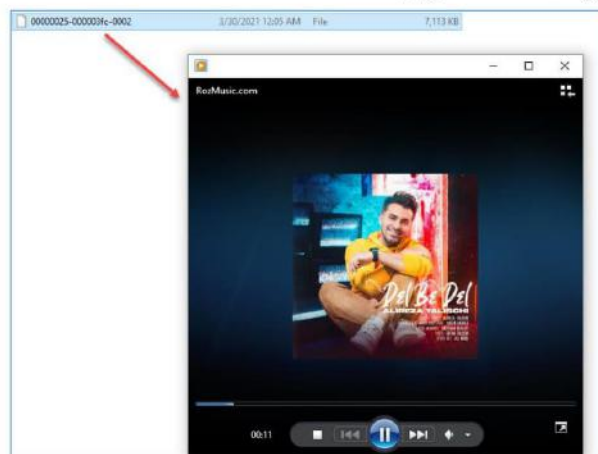 00000025-000003fc-0002 3/30/2021 12:05 AM File 7,113 KB
RozMusic.com
Del Be Del
ALIREZA TALISCHI
00:11